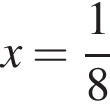 x = 1/8